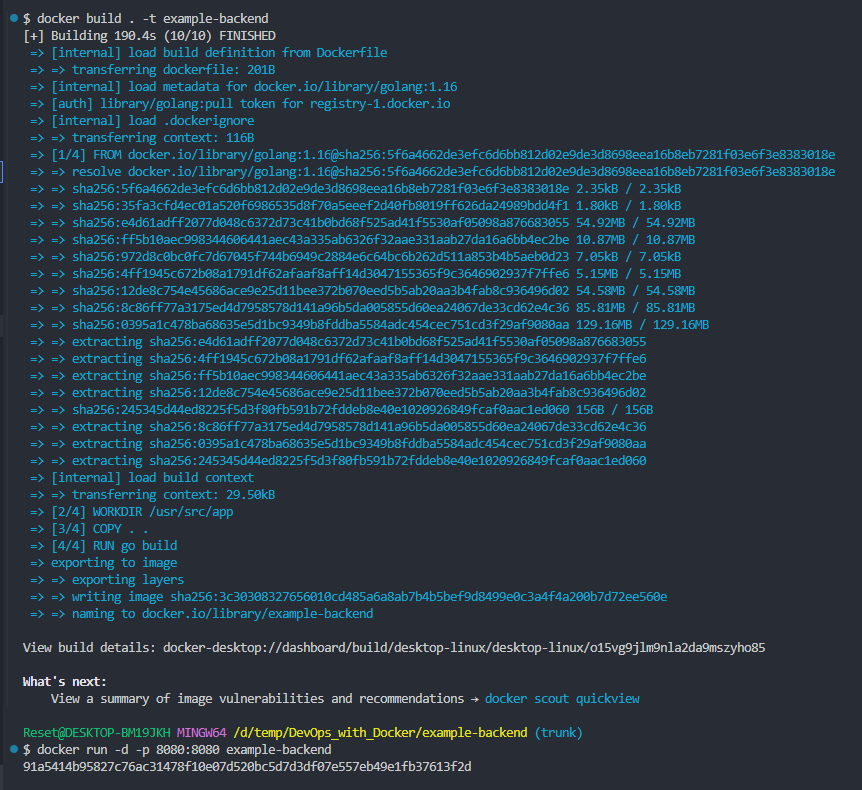 $ docker build . -t example-backend
[+] Building 190.4s (10/10) FINISHED
=> [internal] load build definition from Dockerfile
=> => transferring dockerfile: 201B
=> [internal] load metadata for docker.io/library/golang:1.16
=> [auth] library/golang:pull token for registry-1.docker.io
=> [internal] load .dockerignore
=> => transferring context: 116B
=> [1/4] FROM docker.io/library/golang:1.16@sha256:5f6a4662de3efc6d6bb812d02e9de3d8698eea16b8eb7281f03e6f3e8383018e
=> => resolve docker.io/library/golang:1.16@sha256:5f6a4662de3efc6d6bb812d02e9de3d8698eea16b8eb7281f03e6f3e8383018e
=> => sha256:5f6a4662de3efc6d6bb812d02e9de3d8698eea16b8eb7281f03e6f3e8383018e 2.35kB / 2.35kB
=> => sha256:35fa3cfd4ec01a520f6986535d8f70a5eeef2d40fb8019ff626da24989bdd4f1 1.80kB / 1.80kB
=> => sha256:e4d61adff2077d048c6372d73c41b0bd68f525ad41f5530af05098a876683055 54.92MB / 54.92MB
=> => sha256:ff5b10aec998344606441aec43a335ab6326f32aae331aab27da16a6bb4ec2be 10.87MB / 10.87MB
=> => sha256:972d8c0bc0fc7d67045f744b6949c2884e6c64bc6b262d511a853b4b5aeb0d23 7.05kB / 7.05kB
=> => sha256:4ff1945c672b08a1791df62afaaf8aff14d3047155365f9c3646902937f7ffe6 5.15MB / 5.15MB
=> => sha256:12de8c754e45686ace9e25d11bee372b070eed5b5ab20aa3b4fab8c936496d02 54.58MB / 54.58MB
=> => sha256:8c86ff77a3175ed4d7958578d141a96b5da005855d60ea24067de33cd62e4c36 85.81MB / 85.81MB
=> => sha256:0395a1c478ba68635e5d1bc9349b8fddba5584adc454cec751cd3f29af9080aa 129.16MB / 129.16MB
=> => extracting sha256:e4d61adff2077d048c6372d73c41b0bd68f525ad41f5530af05098a876683055
=> => extracting sha256:4ff1945c672b08a1791df62afaaf8aff14d3047155365f9c3646902937f7ffe6
=> => extracting sha256:ff5b10aec998344606441aec43a335ab6326f32aae331aab27da16a6bb4ec2be
=> => extracting sha256:12de8c754e45686ace9e25d11bee372b070eed5b5ab20aa3b4fab8c936496d02
=> => sha256:245345d44ed8225f5d3f80fb591b72fddeb8e40e1020926849fcaf0aac1ed060 156B / 156B
=> => extracting sha256:8c86ff77a3175ed4d7958578d141a96b5da005855d60ea24067de33cd62e4c36
=> => extracting sha256:0395a1c478ba68635e5d1bc9349b8fddba5584adc454cec751cd3f29af9080aa
=> => extracting sha256:245345d44ed8225f5d3f80fb591b72fddeb8e40e1020926849fcaf0aac1ed060
=> [internal] load build context
=> => transferring context: 29.50kB
=> [2/4] WORKDIR /usr/src/app
=> [3/4] COPY . .
=> [4/4] RUN go build
=> exporting to image
=> => exporting layers
=> => writing image sha256:3c30308327656010cd485a6a8ab7b4b5bef9d8499e0c3a4f4a200b7d72ee560e
=> => naming to docker.io/library/example-backend
View build details: docker-desktop://dashboard/build/desktop-linux/desktop-linux/o15vg9jlm9nla2da9mszyho85
What's next:
View a summary of image vulnerabilities and recommendations → docker scout quickview
Reset@DESKTOP-BM19JKH MINGW64 /d/temp/DevOps_with_Docker/example-backend (trunk)
$ docker run -d -p 8080:8080 example-backend
91a5414b95827c76ac31478f10e07d520bc5d7d3df07e557eb49e1fb37613f2d